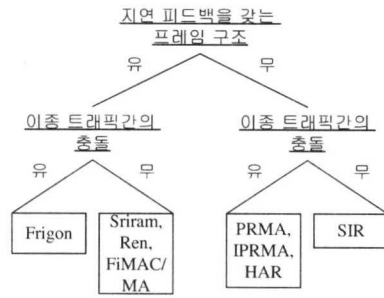 지연 피드백을 갖는
프레임 구조
유
무
이종 트래픽간의
충돌
이종 트래픽간의
충돌
유
무
유
무
Frigon
Sriram,
Ren,
FiMAC/
MA
PRMA,
IPRMA,
HAR
SIR